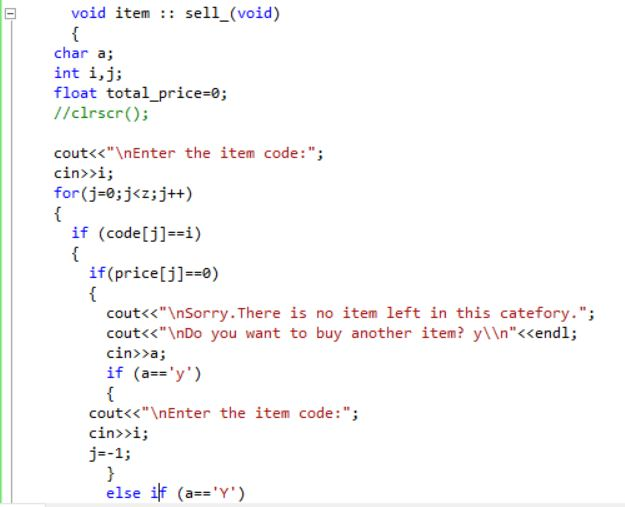 void item :: sell_(void)
{
char a;
int i,j;
float total_price=0;
//clrscr();
cout<<"\nEnter the item code:";
cin>>i;
for(j=0;j<z;j++)
{
if (code[j]==i)
{
if(price[j]==0)
{
cout<<"\nSorry.There is no item left in this catefory.";
cout<<"\nDo you want to buy another item? y\\n"<<endl;
cin>>a;
if (a=='y')
{
cout<<"\nEnter the item code:";
cin>>i;
j=-1;
}
else if (a=='Y')